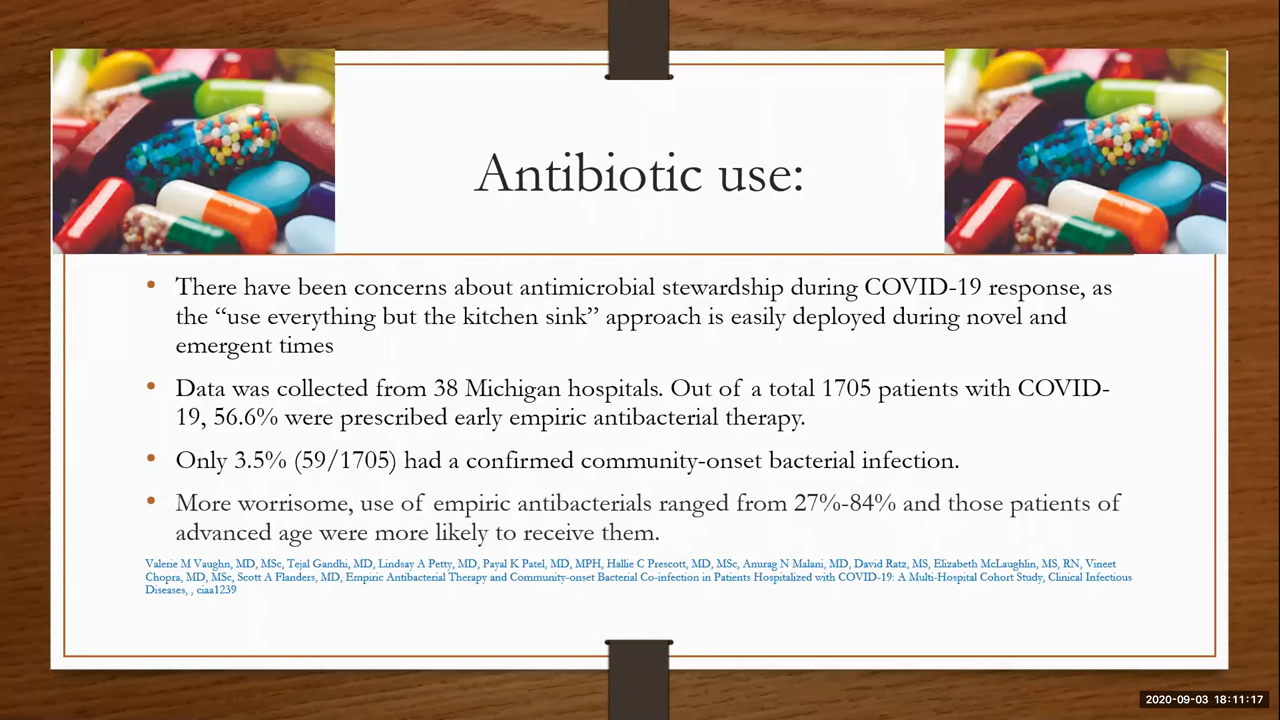 Antibiotic use:
There have been concerns about antimicrobial stewardship during COVID-19 response, as
the “use everything but the kitchen sink” approach is easily deployed during novel and
emergent times
Data was collected from 38 Michigan hospitals. Out of a total 1705 patients with COVID-
19, 56.6% were prescribed early empiric antibacterial therapy.
Only 3.5% (59/1705) had a confirmed community-onset bacterial infection.
More worrisome, use of empiric antibacterials ranged from 27%-84% and those patients of
advanced age were more likely to receive them.
Valerie M Vaughn, MD, MSc, Tejal Gandhi, MD, Lindsay A Petty, MD, Payal K Patel, MD, MPH, Hallie C Prescott, MD, MSc, Anurag N Malani, MD, David Ratz, MS, Elizabeth McLaughlin, MS, RN, Vineet
Chopra, MD, MSc, Scott A Flanders, MD, Empiric Antibacterial Therapy and Community-onset Bacterial Co-infection in Patients Hospitalized with COVID-19: A Multi-Hospital Cohort Study, Clinical Infectious
Diseases, , ciaa1239
2020-09-03 18:11:17